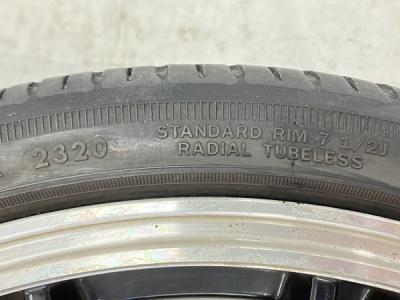 2320
STANDARD RIM 7 1/2J
RADIAL TUBELESS